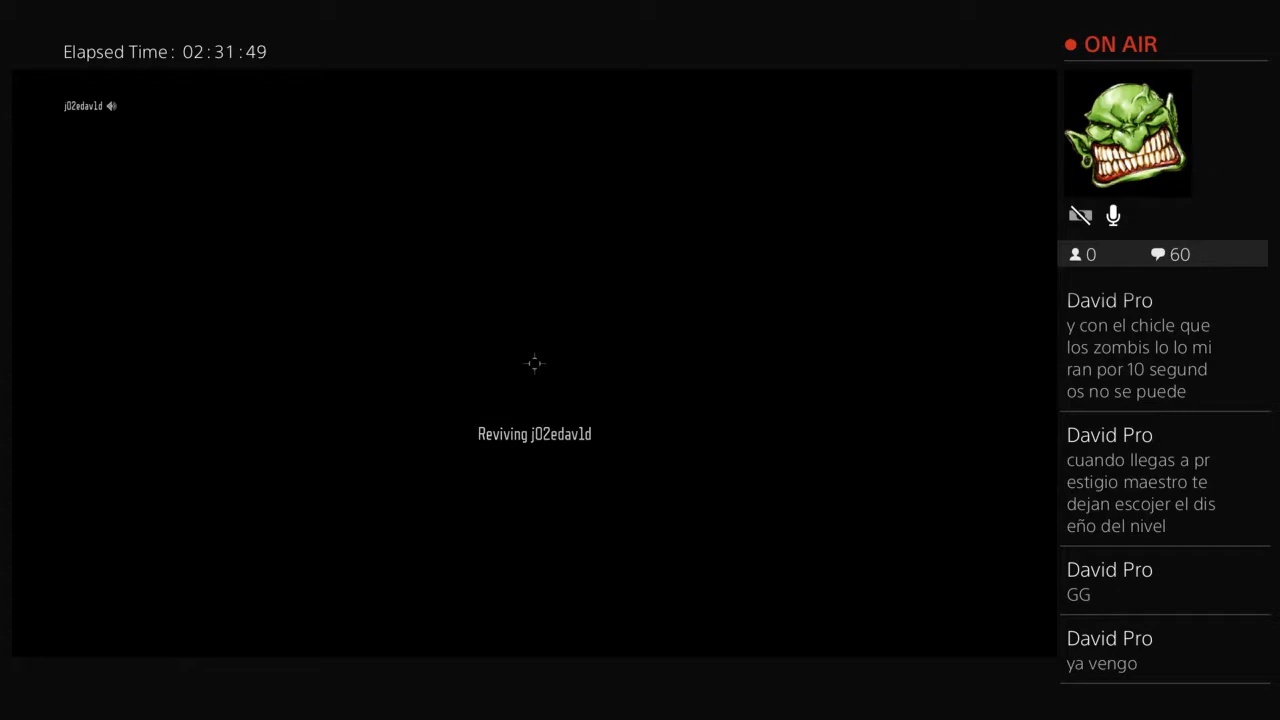 Elapsed Time: 02:31:49
j02edav1d
Reviving j02edav1d
ON AIR
0 60
David Pro
y con el chicle que
los zombis lo lo mi
ran por 10 segund
os no se puede
David Pro
cuando llegas a pr
estigio maestro te
dejan escojer el dis
eño del nivel
David Pro
GG
David Pro
ya vengo